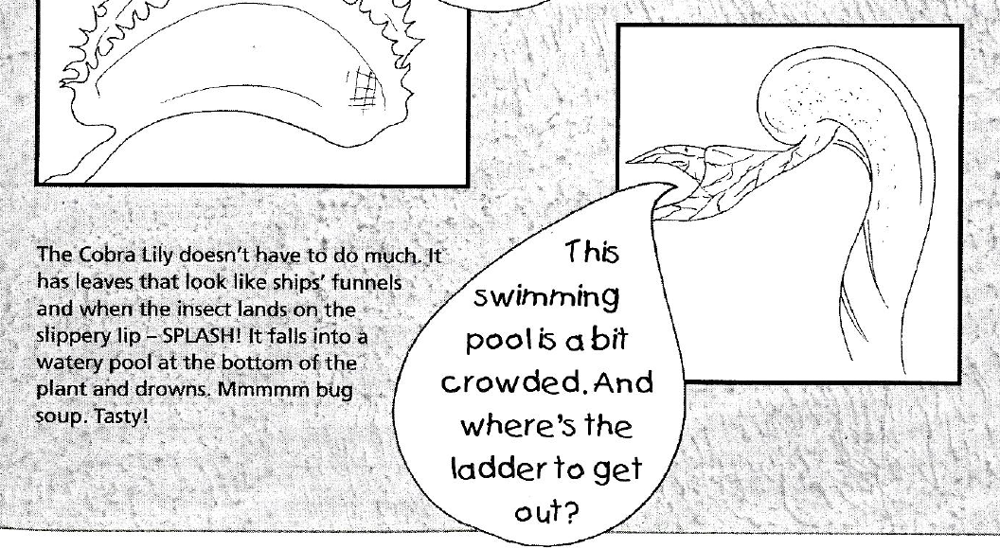 The Cobra Lily doesn't have to do much. It
has leaves that look like ships' funnels
and when the insect lands on the
slippery lip – SPLASH! It falls into a
watery pool at the bottom of the
plant and drowns. Mmmmm bug
soup. Tasty!
This
swimming
pool is a bit
crowded. And
where's the
ladder to get
out?